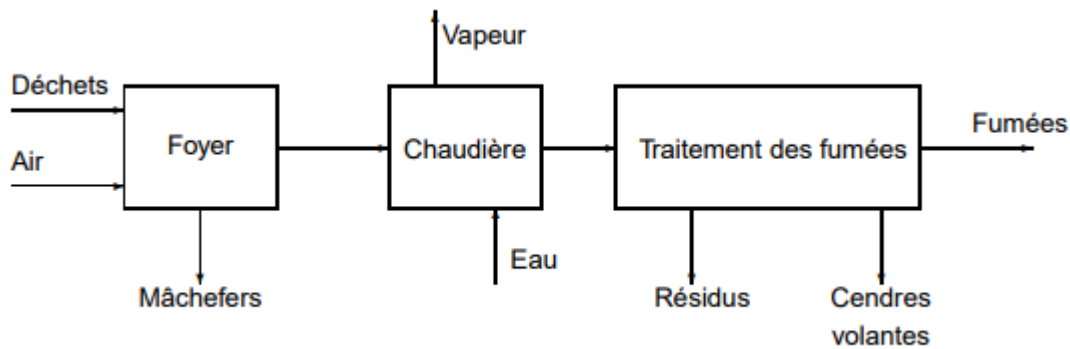 Vapeur
Déchets
Foyer
Chaudière
Traitement des fumées
Fumées
Air
Eau
Mâchefers
Résidus
Cendres
volantes